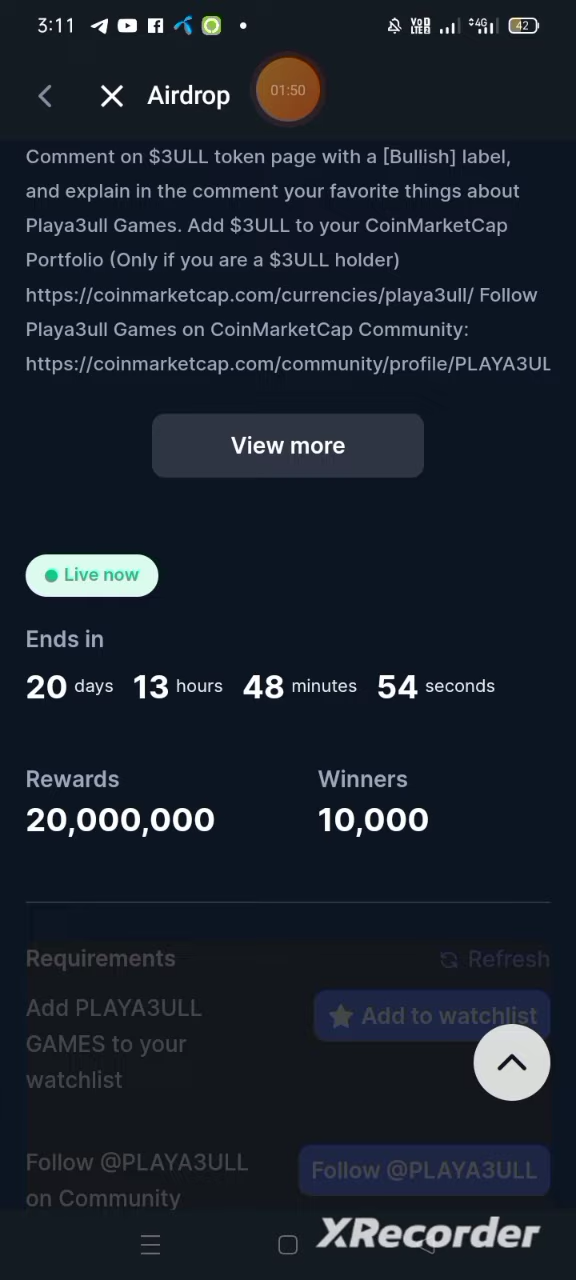 3:11
VoD LTE2
4G
42
Airdrop
01:50
Comment on $3ULL token page with a [Bullish] label,
and explain in the comment your favorite things about
Playa3ull Games. Add $3ULL to your CoinMarketCap
Portfolio (Only if you are a $3ULL holder)
https://coinmarketcap.com/currencies/playa3ull/ Follow
Playa3ull Games on CoinMarketCap Community:
https://coinmarketcap.com/community/profile/PLAYA3UL
View more
Live now
Ends in
20 days 13 hours 48 minutes 54 seconds
Rewards Winners
20,000,000 10,000
Requirements Refresh
Add PLAYA3ULL
GAMES to your
watchlist
Add to watchlist
Follow @PLAYA3ULL
on Community
Follow @PLAYA3ULL
XRecorder